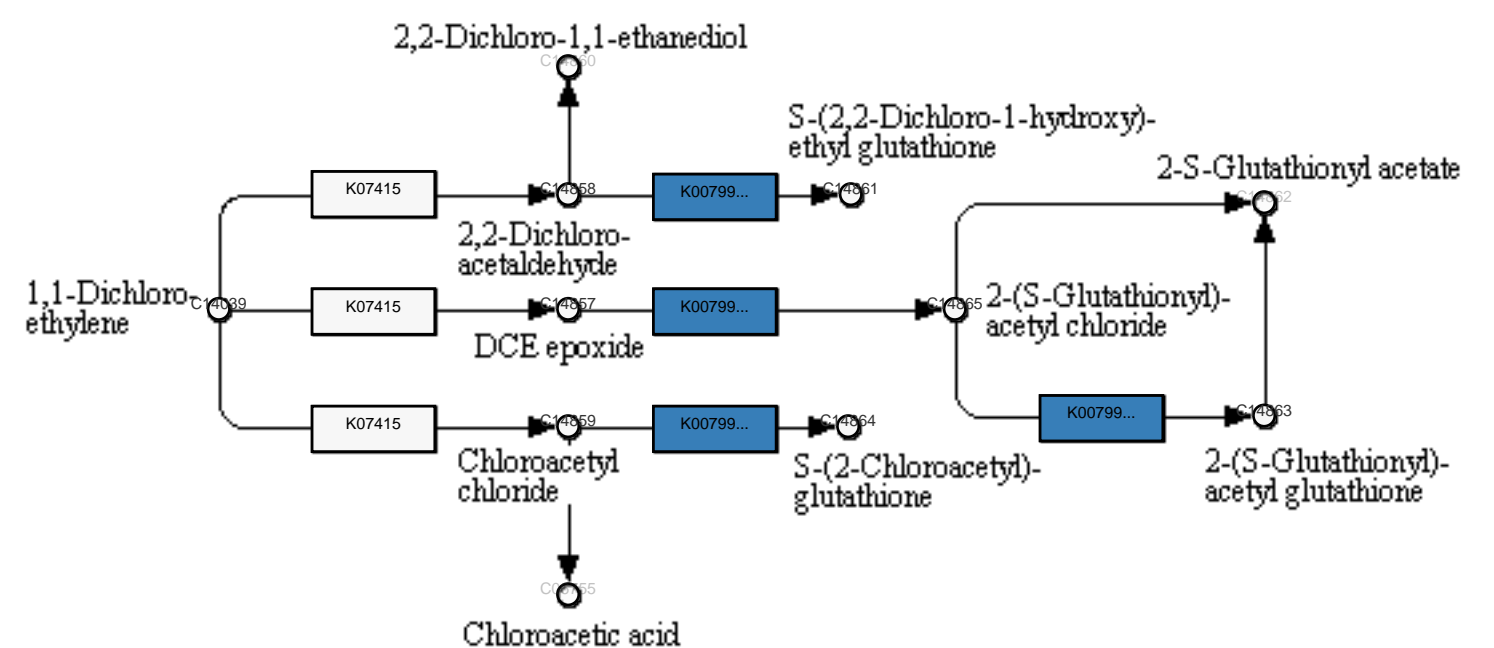 2,2-Dichloro-1,1-ethanediol
C14860
S-(2,2-Dichloro-1-hydroxy)-
ethyl glutathione
2-S-Glutathionyl acetate
K07415
C14858
K00799...
C14861
C14862
2,2-Dichloro-
acetaldehyde
1,1-Dichloro-
ethylene
C14039
K07415
C14857
K00799...
C14865
2-(S-Glutathionyl)-
acetyl chloride
DCE epoxide
K07415
C14859
K00799...
C14864
K00799...
C14863
Chloroacetyl
chloride
S-(2-Chloroacetyl)-
glutathione
2-(S-Glutathionyl)-
acetyl glutathione
Chloroacetic acid